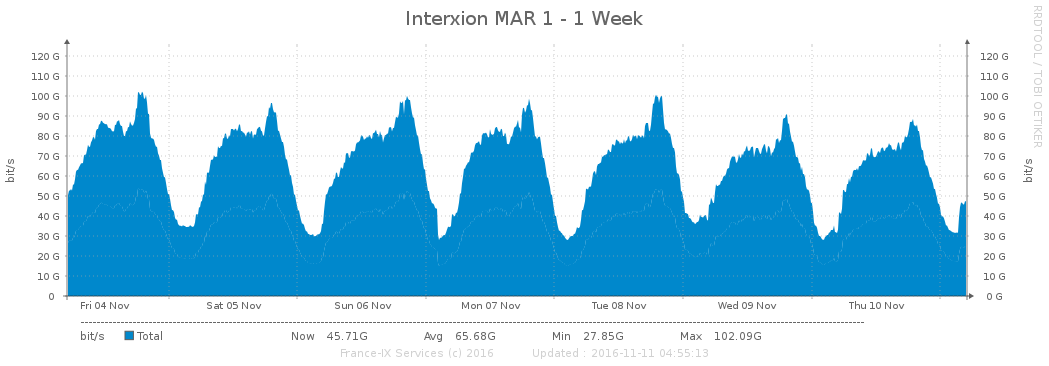 Interxion MAR 1 - 1 Week
RRDTOOL / TOBI OETIKER
bit/s
120 G 120 G
110 G 110 G
100 G 100 G
90 G 90 G
80 G 80 G
70 G 70 G
60 G 60 G
50 G 50 G
40 G 40 G
30 G 30 G
20 G 20 G
10 G 10 G
0 0 G
bit/s
Fri 04 Nov Sat 05 Nov Sun 06 Nov Mon 07 Nov Tue 08 Nov Wed 09 Nov Thu 10 Nov
bit/s Total Now 45.71G Avg 65.68G Min 27.85G Max 102.09G
France-IX Services (c) 2016 Updated : 2016-11-11 04:55:13